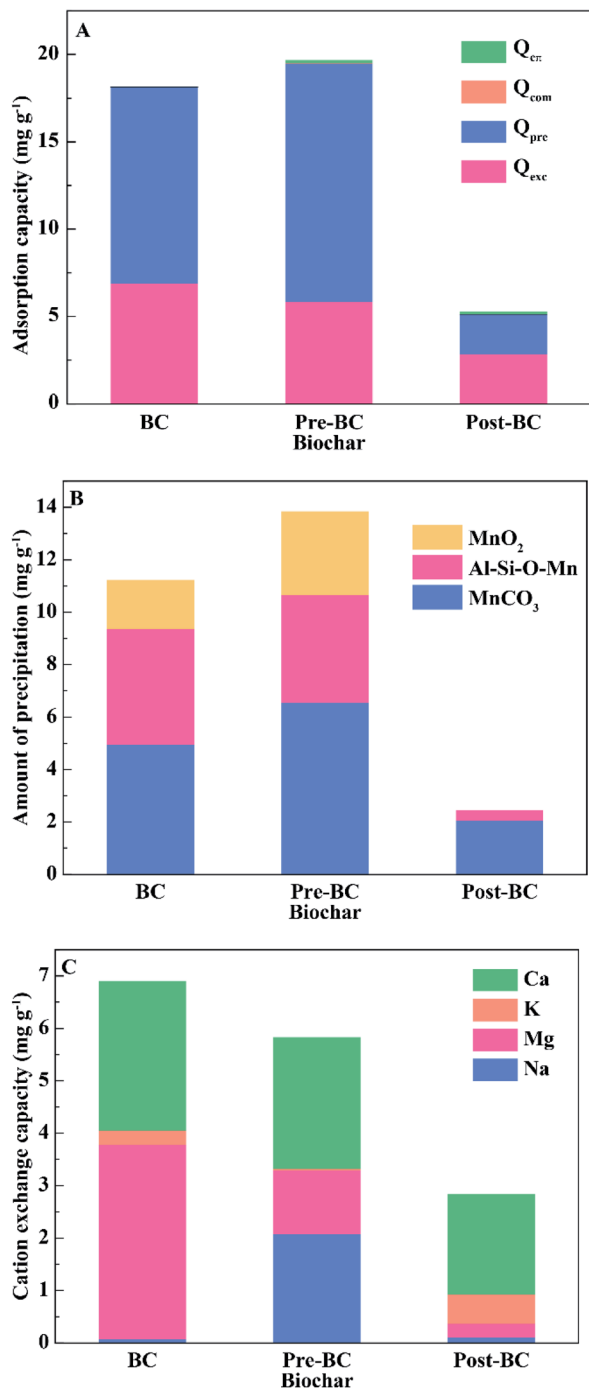 A
Adsorption capacity (mg g⁻¹)
20
15
10
5
0
Q_eπ
Q_com
Q_pre
Q_exc
BC
Pre-BC
Post-BC
Biochar
B
Amount of precipitation (mg g⁻¹)
14
12
10
8
6
4
2
0
MnO₂
Al-Si-O-Mn
MnCO₃
BC
Pre-BC
Post-BC
Biochar
C
Cation exchange capacity (mg g⁻¹)
7
6
5
4
3
2
1
0
Ca
K
Mg
Na
BC
Pre-BC
Post-BC
Biochar